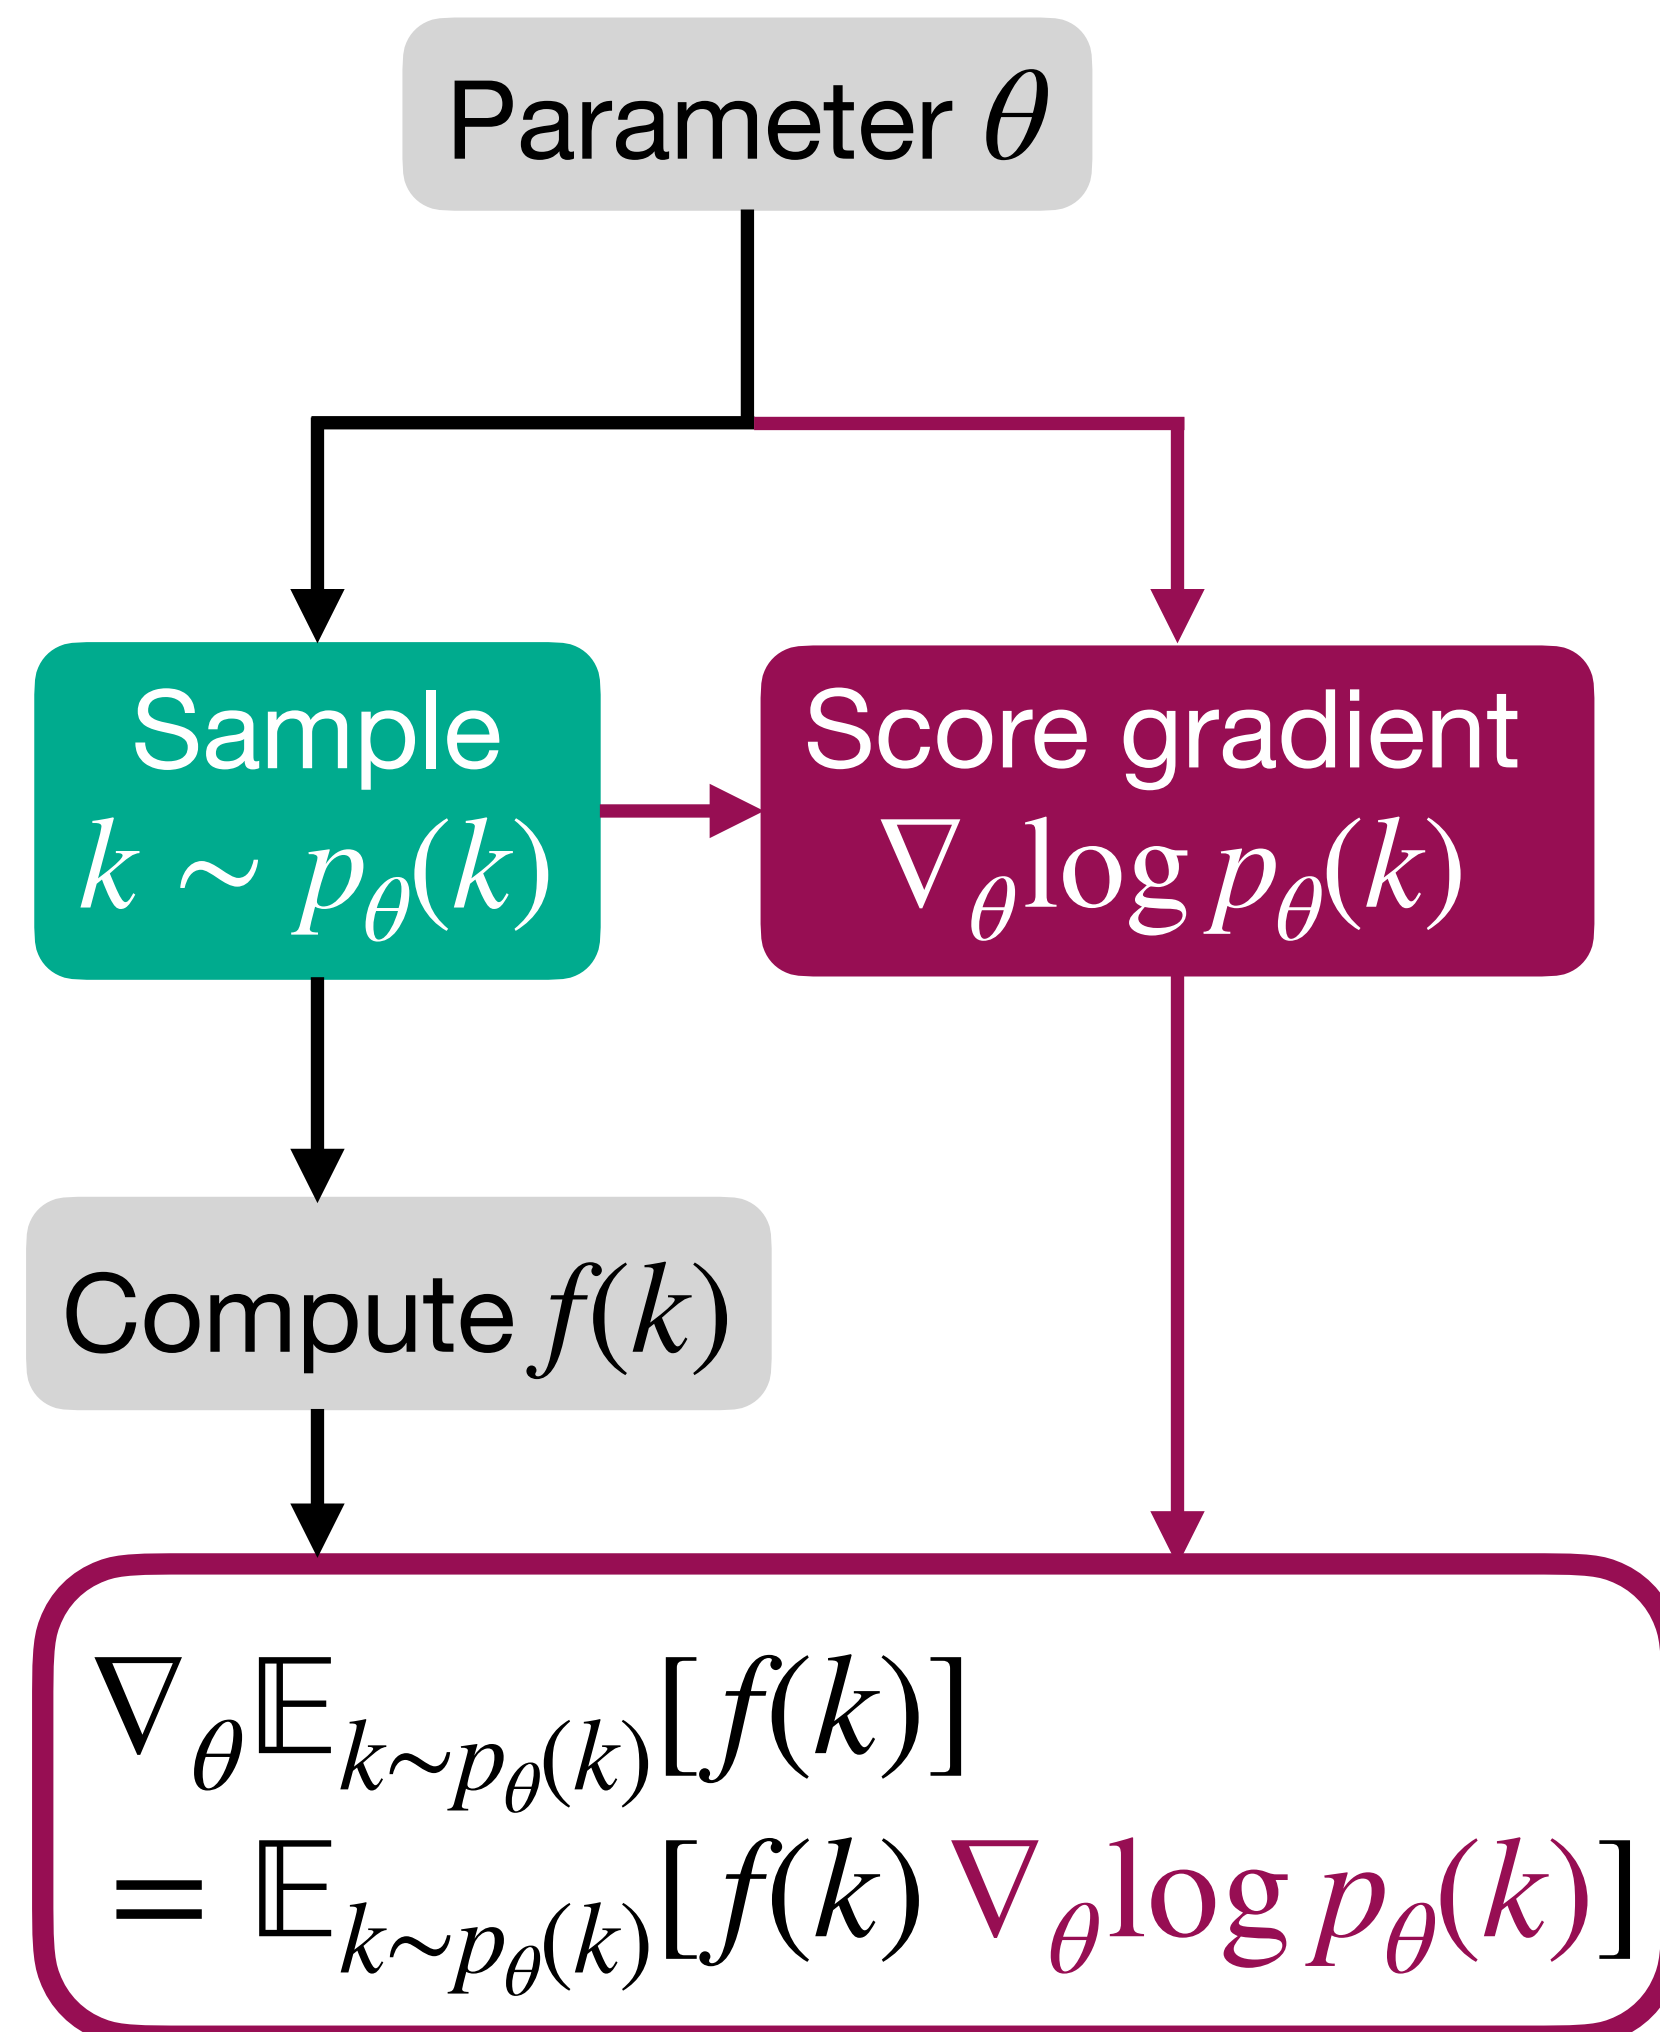 Parameter θ
Sample
k ~ p_θ(k)
Score gradient
∇_θ log p_θ(k)
Compute f(k)
∇_θ 𝔼_{k~p_θ(k)}[f(k)]
= 𝔼_{k~p_θ(k)}[f(k) ∇_θ log p_θ(k)]